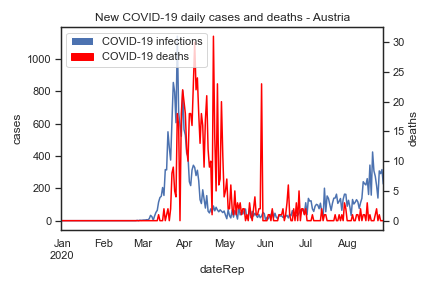 New COVID-19 daily cases and deaths - Austria
COVID-19 infections
COVID-19 deaths
1000
800
600
400
200
0
cases
30
25
20
15
10
5
0
deaths
Jan Feb Mar Apr May Jun Jul Aug
2020
dateRep